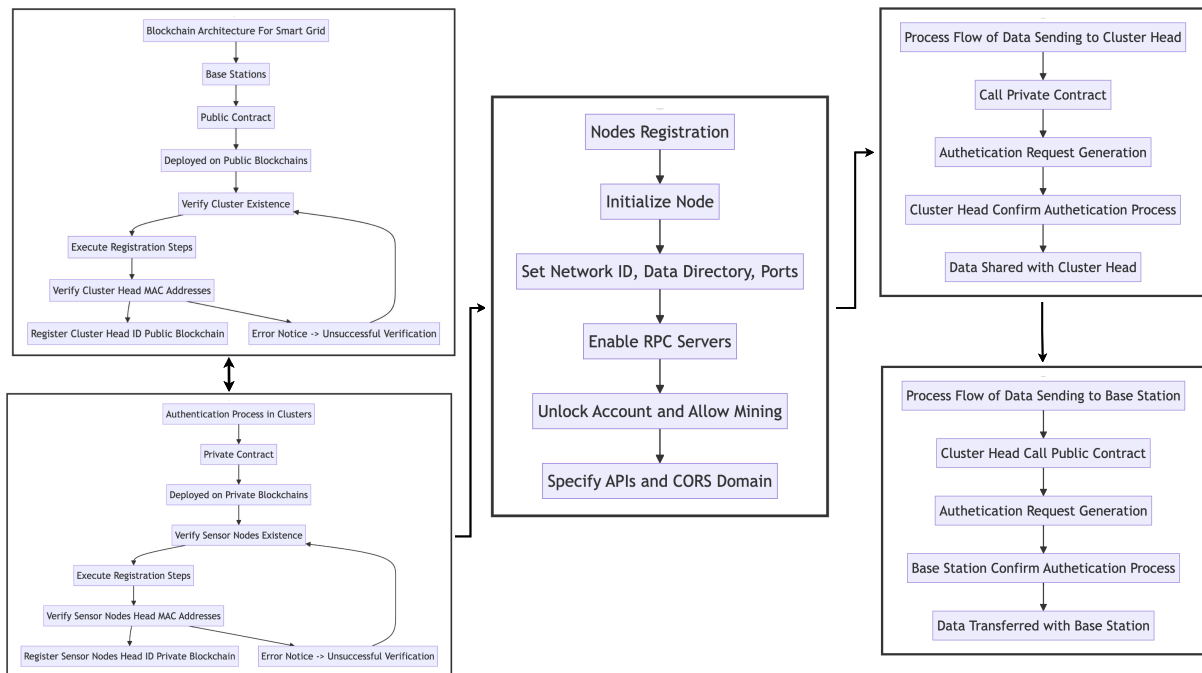 Blockchain Architecture For Smart Grid
Base Stations
Public Contract
Deployed on Public Blockchains
Verify Cluster Existence
Execute Registration Steps
Verify Cluster Head MAC Addresses
Register Cluster Head ID Public Blockchain
Error Notice -> Unsuccessful Verification
Authentication Process in Clusters
Private Contract
Deployed on Private Blockchains
Verify Sensor Nodes Existence
Execute Registration Steps
Verify Sensor Nodes Head MAC Addresses
Register Sensor Nodes Head ID Private Blockchain
Error Notice -> Unsuccessful Verification
Nodes Registration
Initialize Node
Set Network ID, Data Directory, Ports
Enable RPC Servers
Unlock Account and Allow Mining
Specify APIs and CORS Domain
Process Flow of Data Sending to Cluster Head
Call Private Contract
Authetication Request Generation
Cluster Head Confirm Authetication Process
Data Shared with Cluster Head
Process Flow of Data Sending to Base Station
Cluster Head Call Public Contract
Authetication Request Generation
Base Station Confirm Authetication Process
Data Transferred with Base Station